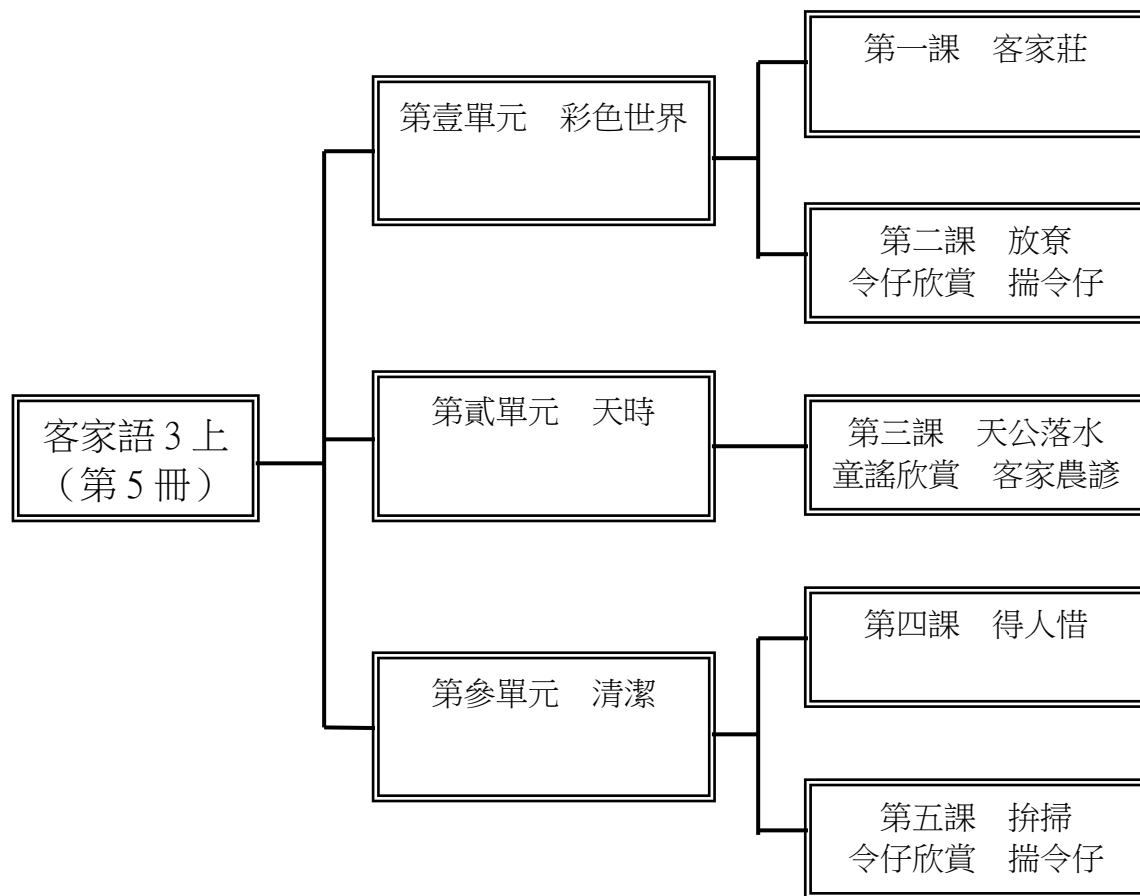 客家語 3 上
（第 5 冊）
第壹單元　彩色世界
第一課　客家莊
第二課　放尞
令仔欣賞　揣令仔
第貳單元　天時
第三課　天公落水
童謠欣賞　客家農諺
第參單元　清潔
第四課　得人惜
第五課　拚掃
令仔欣賞　揣令仔